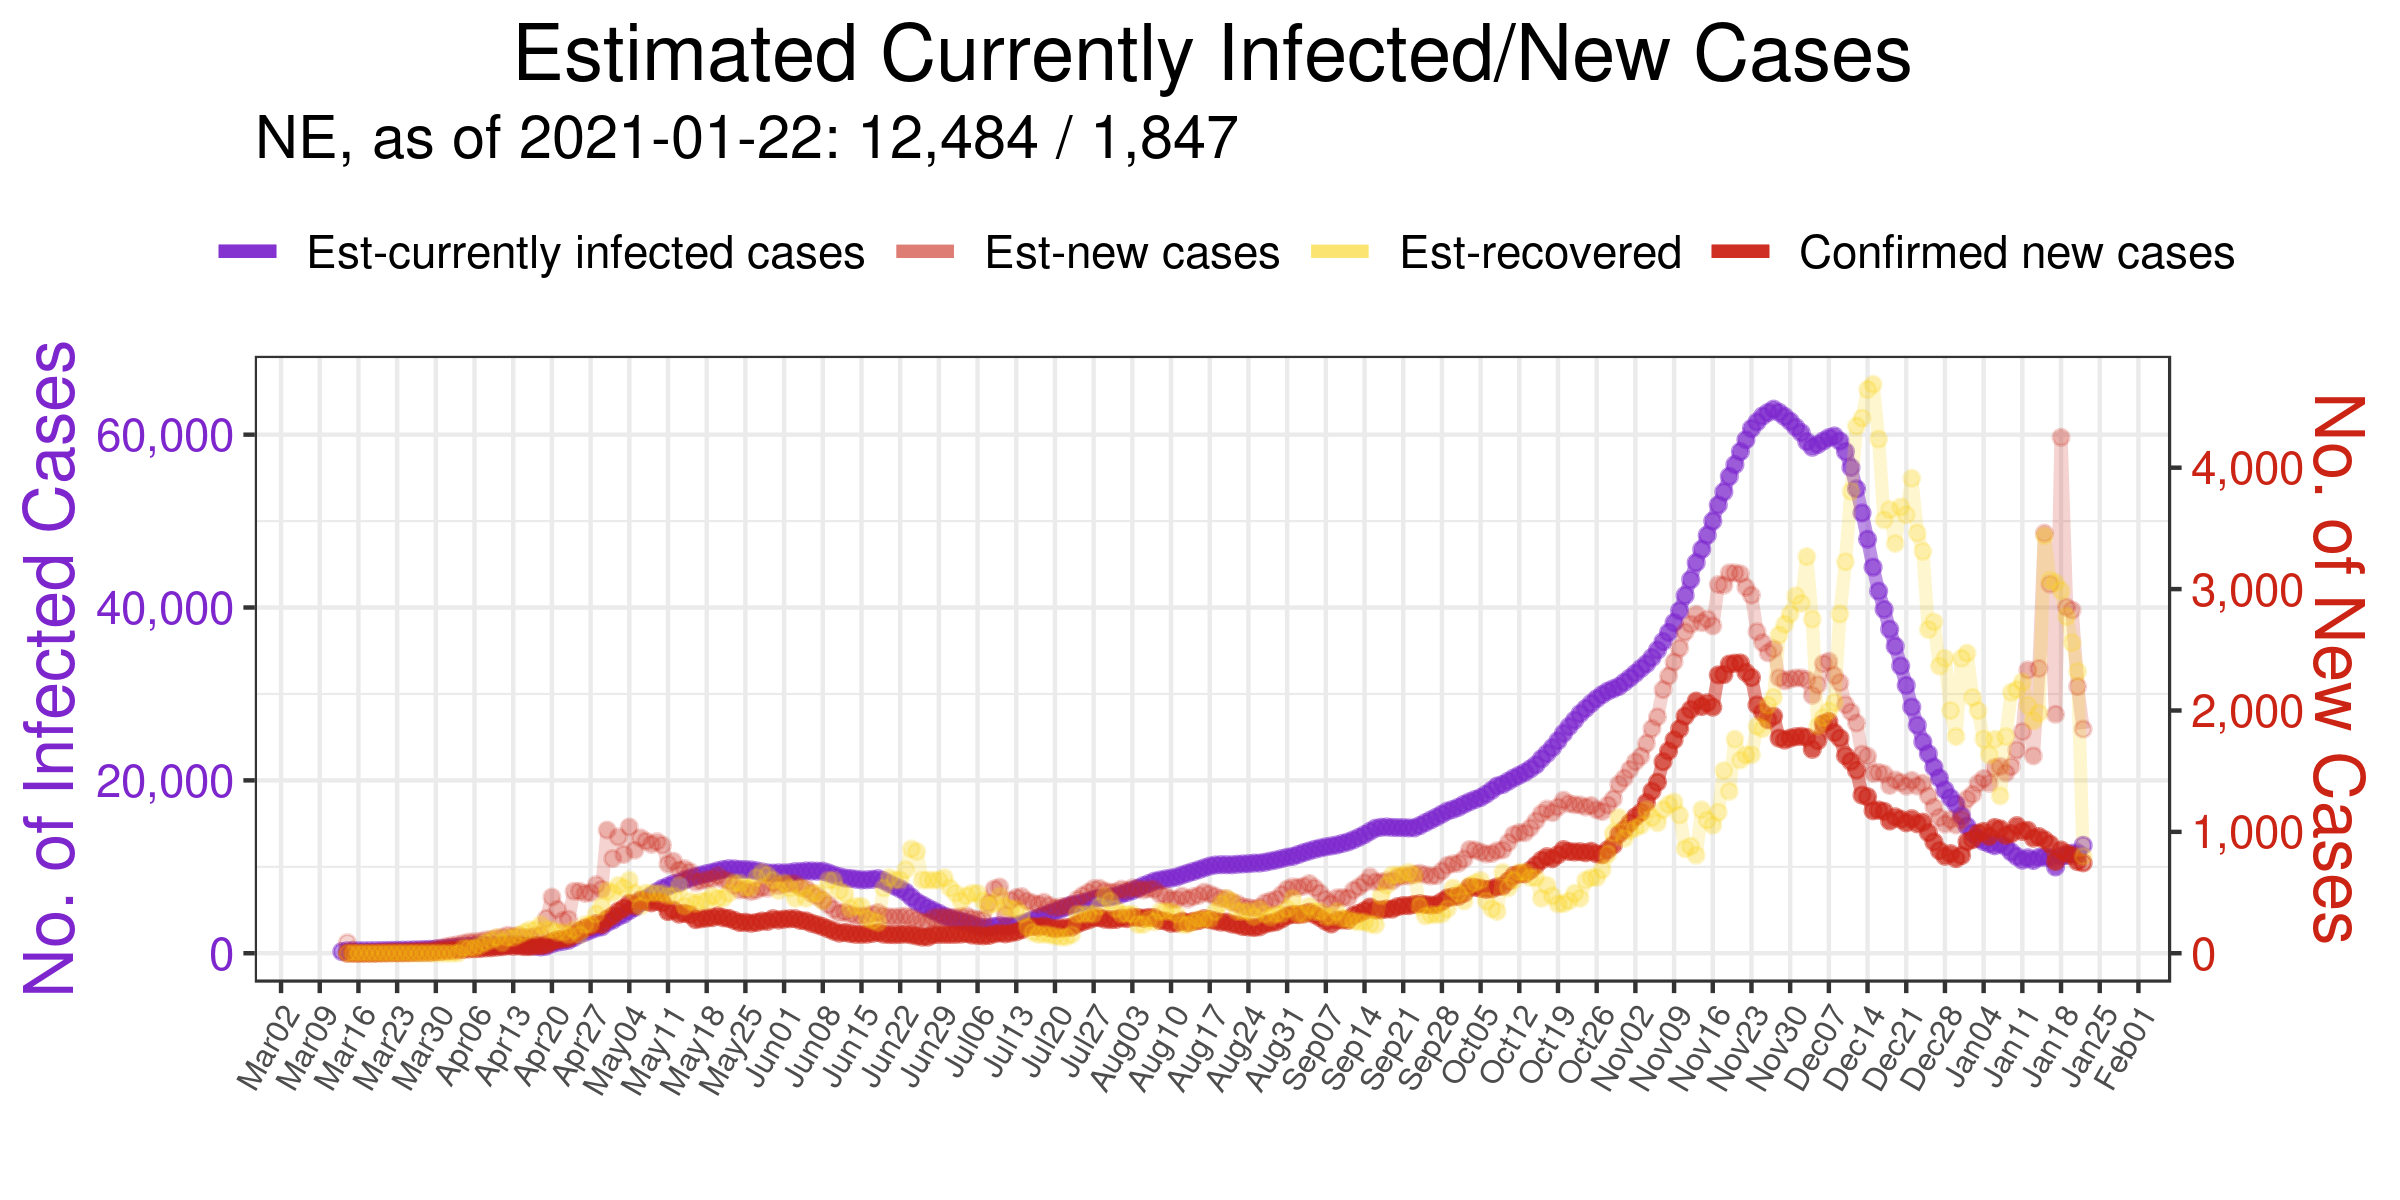 Estimated Currently Infected/New Cases
NE, as of 2021-01-22: 12,484 / 1,847
Est-currently infected cases Est-new cases Est-recovered Confirmed new cases
No. of Infected Cases
60,000
40,000
20,000
0
4,000
3,000
2,000
1,000
0
No. of New Cases
Mar02 Mar09 Mar16 Mar23 Mar30 Apr06 Apr13 Apr20 Apr27 May04 May11 May18 May25 Jun01 Jun08 Jun15 Jun22 Jun29 Jul06 Jul13 Jul20 Jul27 Aug03 Aug10 Aug17 Aug24 Aug31 Sep07 Sep14 Sep21 Sep28 Oct05 Oct12 Oct19 Oct26 Nov02 Nov09 Nov16 Nov23 Nov30 Dec07 Dec14 Dec21 Dec28 Jan04 Jan11 Jan18 Jan25 Feb01